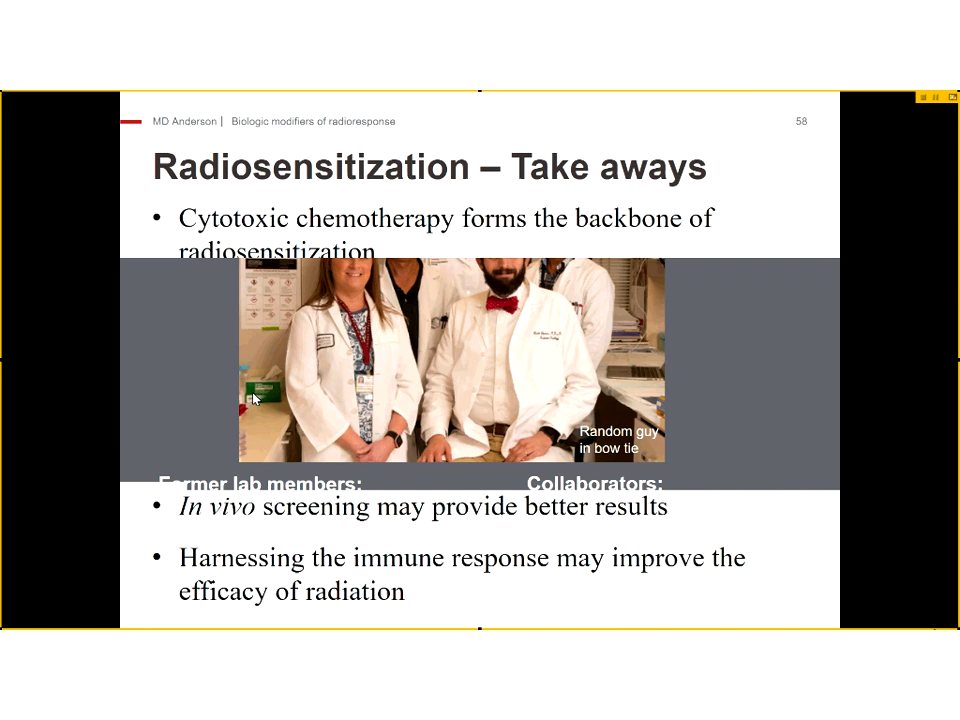 MD Anderson | Biologic modifiers of radioresponse
58
Radiosensitization – Take aways
• Cytotoxic chemotherapy forms the backbone of
radiosensitization
Random guy
in bow tie
Former lab members:
Collaborators:
• In vivo screening may provide better results
• Harnessing the immune response may improve the
efficacy of radiation